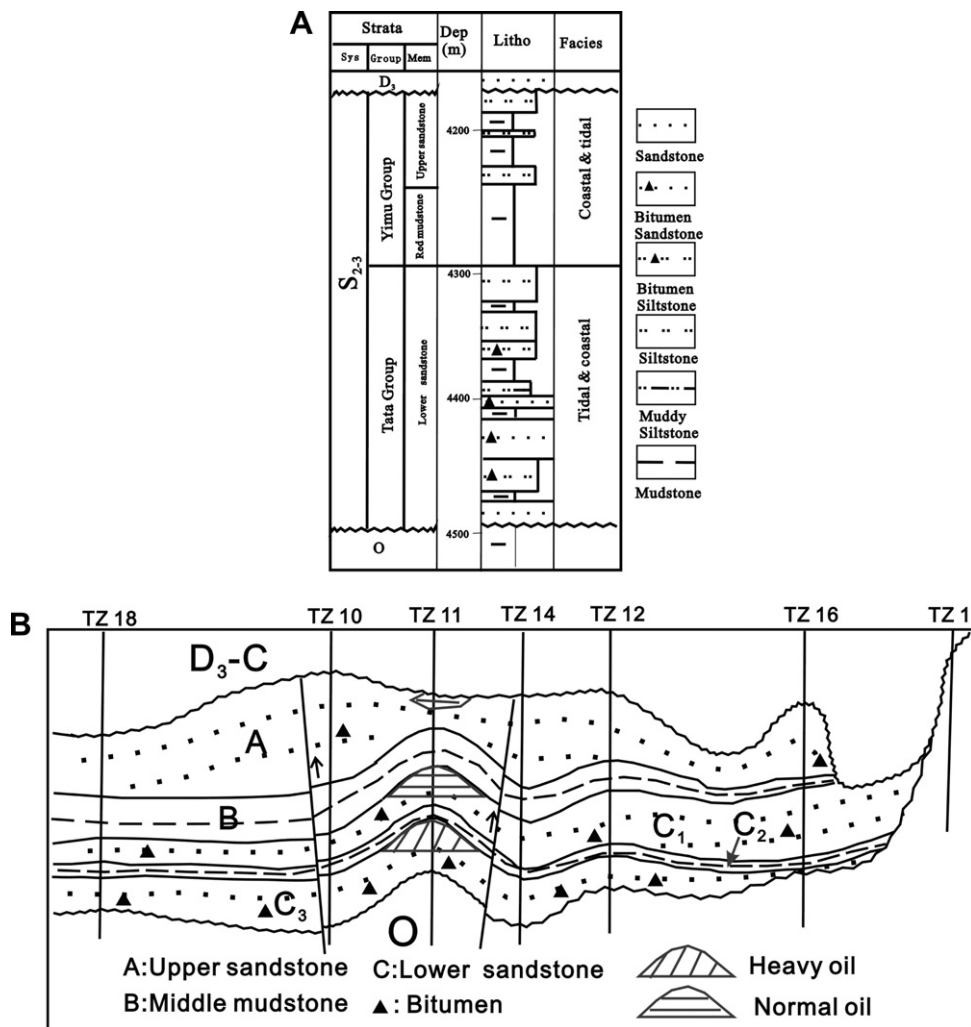 A
Strata
Dep
(m)
Litho
Facies
Sys
Group
Mem
D3
S2-3
Yimu Group
Upper sandstone
Red mudstone
4200
Coastal & tidal
4300
Tata Group
Lower sandstone
4400
Tidal & coastal
4500
O
Sandstone
Bitumen
Sandstone
Bitumen
Siltstone
Siltstone
Muddy
Siltstone
Mudstone
B
TZ 18
TZ 10
TZ 11
TZ 14
TZ 12
TZ 16
TZ 1
D3-C
A
B
C1
C2
C3
O
A:Upper sandstone
C:Lower sandstone
Heavy oil
B:Middle mudstone
▲: Bitumen
Normal oil